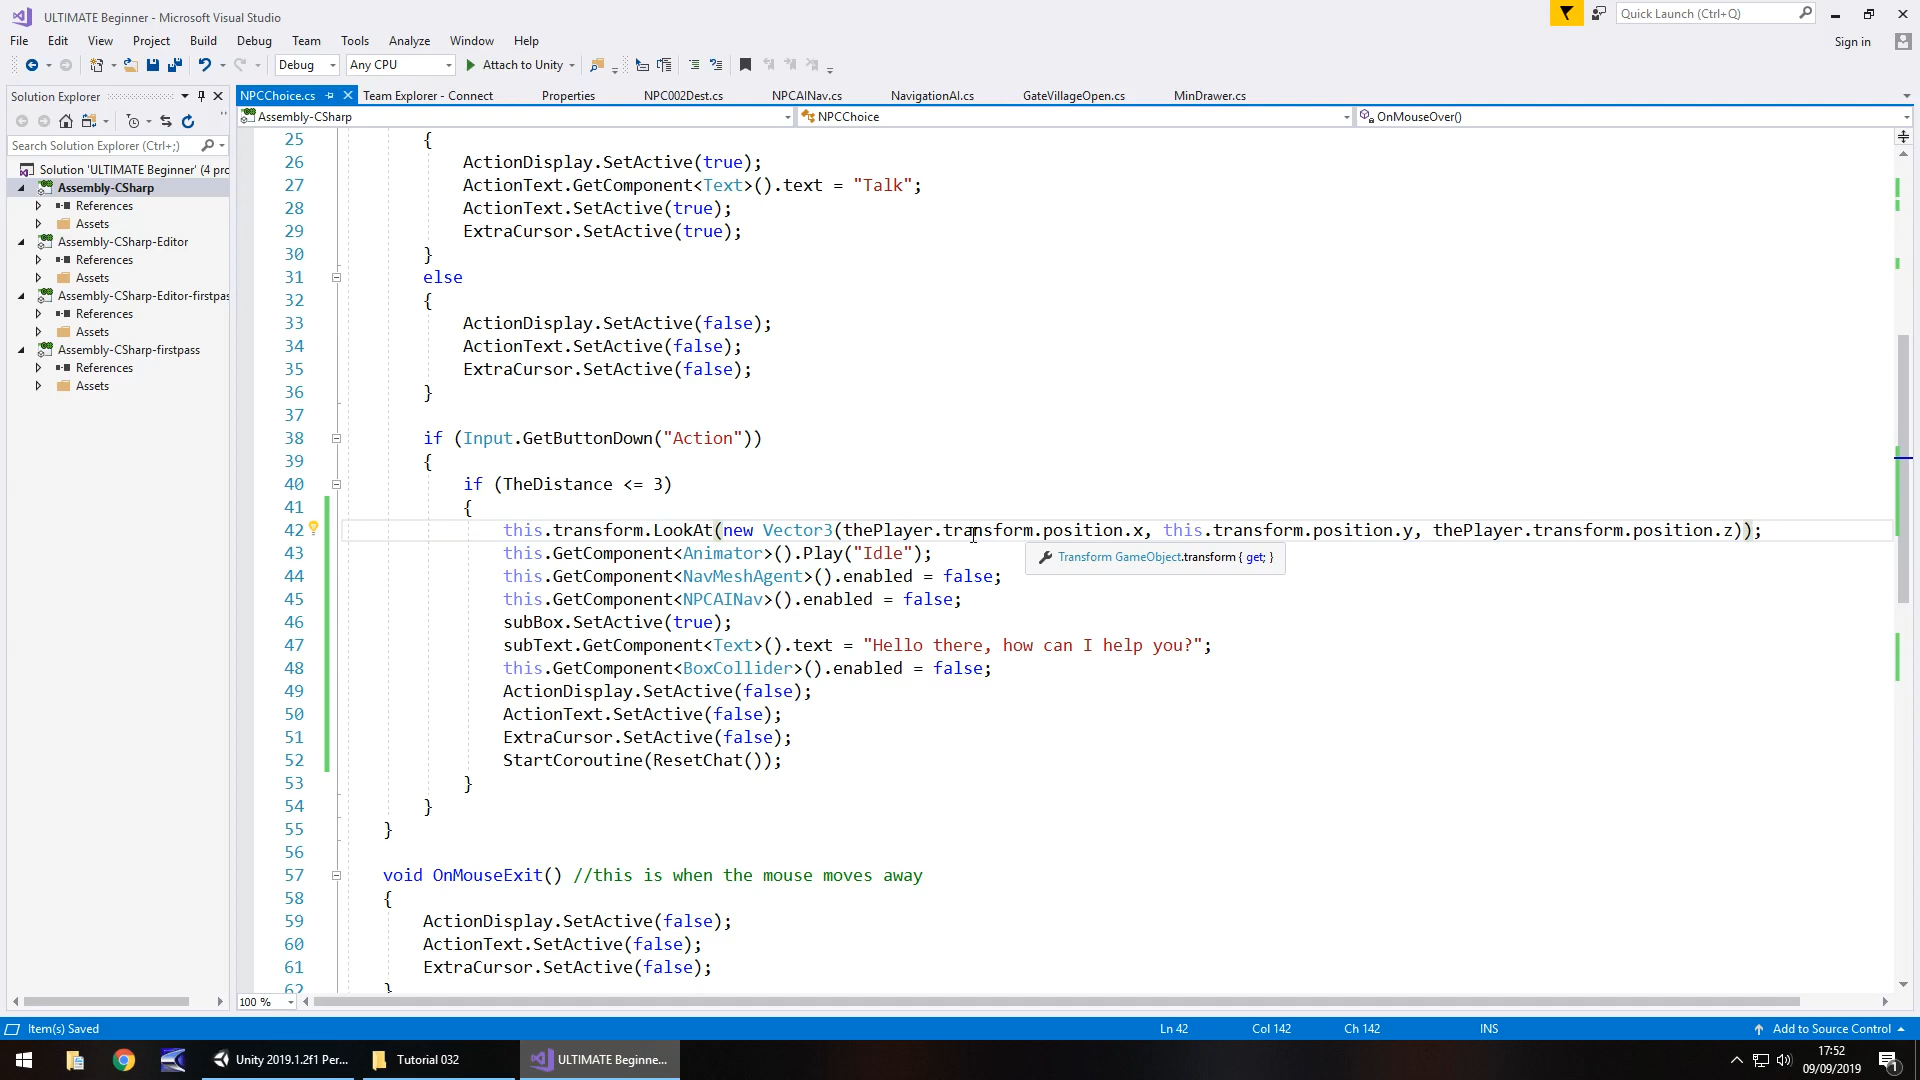 ULTIMATE Beginner - Microsoft Visual Studio
Quick Launch (Ctrl+Q)
File Edit View Project Build Debug Team Tools Analyze Window Help
Sign in
Debug Any CPU Attach to Unity
Solution Explorer
NPCChoice.cs Team Explorer - Connect Properties NPC002Dest.cs NPCAINav.cs NavigationAI.cs GateVillageOpen.cs MinDrawer.cs
Assembly-CSharp NPCChoice OnMouseOver()
Search Solution Explorer (Ctrl+;)
Solution 'ULTIMATE Beginner' (4 pro
Assembly-CSharp
References
Assets
Assembly-CSharp-Editor
References
Assets
Assembly-CSharp-Editor-firstpas
References
Assets
Assembly-CSharp-firstpass
References
Assets
25 {
26 ActionDisplay.SetActive(true);
27 ActionText.GetComponent<Text>().text = "Talk";
28 ActionText.SetActive(true);
29 ExtraCursor.SetActive(true);
30 }
31 else
32 {
33 ActionDisplay.SetActive(false);
34 ActionText.SetActive(false);
35 ExtraCursor.SetActive(false);
36 }
37
38 if (Input.GetButtonDown("Action"))
39 {
40 if (TheDistance <= 3)
41 {
42 this.transform.LookAt(new Vector3(thePlayer.transform.position.x, this.transform.position.y, thePlayer.transform.position.z));
43 this.GetComponent<Animator>().Play("Idle");
Transform GameObject.transform { get; }
44 this.GetComponent<NavMeshAgent>().enabled = false;
45 this.GetComponent<NPCAINav>().enabled = false;
46 subBox.SetActive(true);
47 subText.GetComponent<Text>().text = "Hello there, how can I help you?";
48 this.GetComponent<BoxCollider>().enabled = false;
49 ActionDisplay.SetActive(false);
50 ActionText.SetActive(false);
51 ExtraCursor.SetActive(false);
52 StartCoroutine(ResetChat());
53 }
54 }
55 }
56
57 void OnMouseExit() //this is when the mouse moves away
58 {
59 ActionDisplay.SetActive(false);
60 ActionText.SetActive(false);
61 ExtraCursor.SetActive(false);
62 }
100 %
Item(s) Saved Ln 42 Col 142 Ch 142 INS Add to Source Control
Unity 2019.1.2f1 Per... Tutorial 032 ULTIMATE Beginne...
17:52
09/09/2019
1